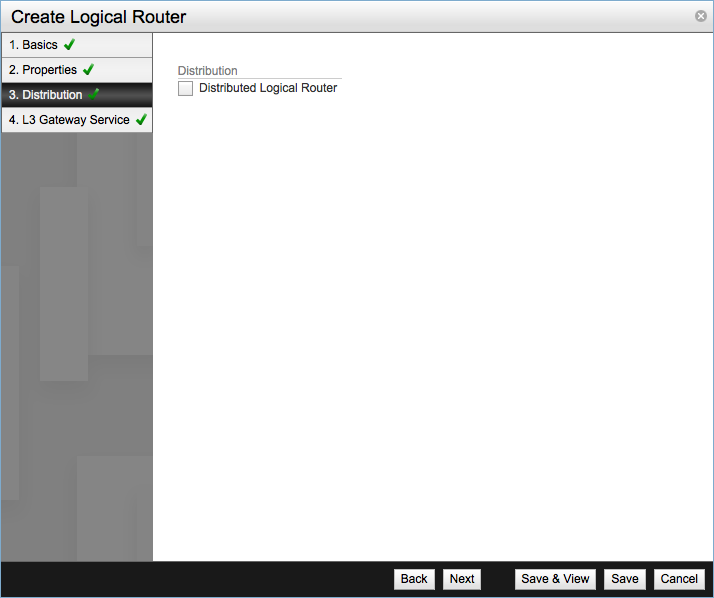 Create Logical Router
1. Basics
2. Properties
3. Distribution
4. L3 Gateway Service
Distribution
Distributed Logical Router
Back Next Save & View Save Cancel